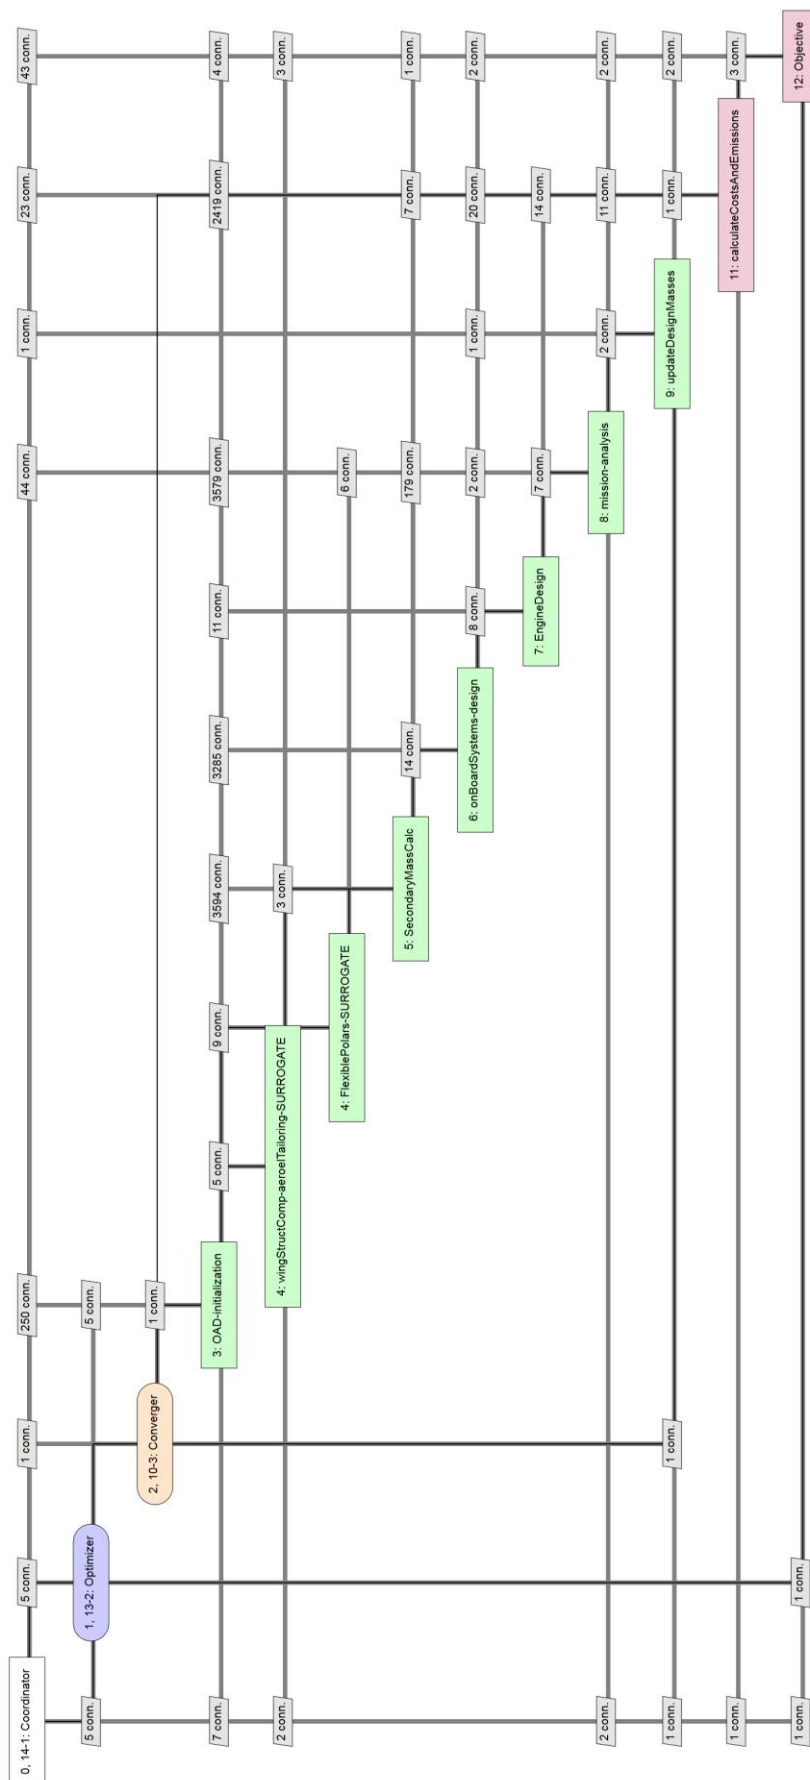 0, 14-1: Coordinator
5 conn.
1 conn.
250 conn.
44 conn.
1 conn.
23 conn.
43 conn.
5 conn.
1, 13-2: Optimizer
5 conn.
2, 10-3: Converger
1 conn.
7 conn.
3: OAD-initialization
5 conn.
9 conn.
3594 conn.
3285 conn.
11 conn.
3579 conn.
2419 conn.
4 conn.
2 conn.
4: wingStructComp-aeroelTailoring-SURROGATE
3 conn.
3 conn.
4: FlexiblePolars-SURROGATE
6 conn.
5: SecondaryMassCalc
14 conn.
179 conn.
7 conn.
1 conn.
6: onBoardSystems-design
8 conn.
2 conn.
1 conn.
20 conn.
2 conn.
7: EngineDesign
7 conn.
14 conn.
2 conn.
8: mission-analysis
2 conn.
11 conn.
2 conn.
1 conn.
1 conn.
9: updateDesignMasses
1 conn.
2 conn.
1 conn.
11: calculateCostsAndEmissions
3 conn.
1 conn.
1 conn.
12: Objective